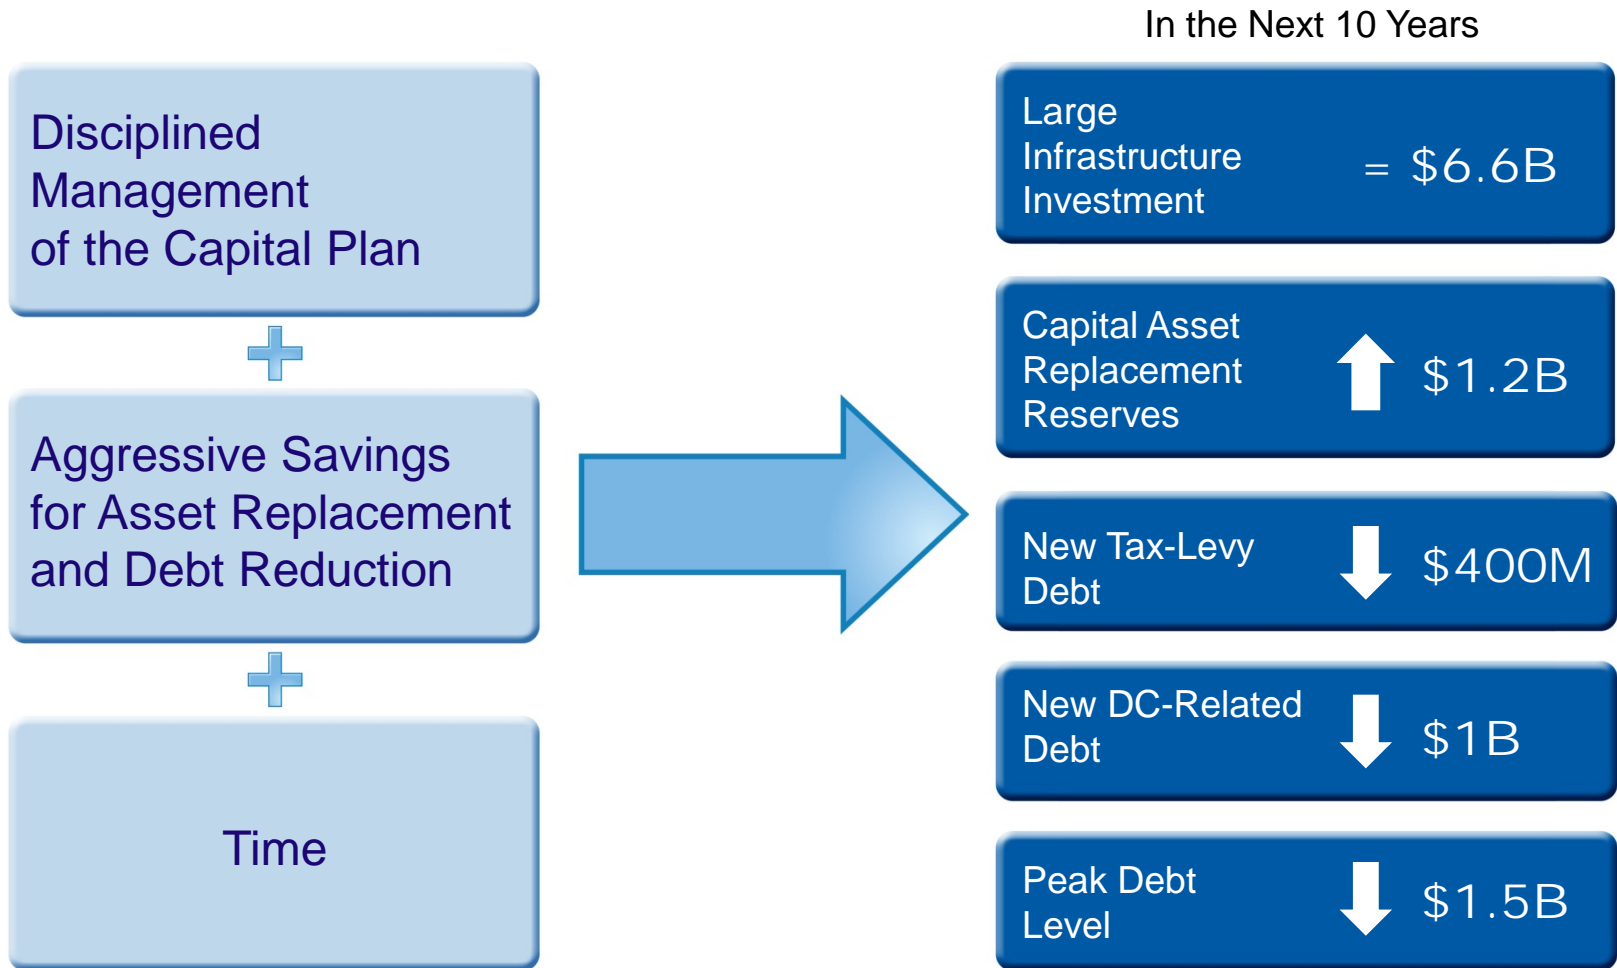 In the Next 10 Years
Disciplined
Management
of the Capital Plan
Aggressive Savings
for Asset Replacement
and Debt Reduction
Time
Large
Infrastructure
Investment
= $6.6B
Capital Asset
Replacement
Reserves
$1.2B
New Tax-Levy
Debt
$400M
New DC-Related
Debt
$1B
Peak Debt
Level
$1.5B